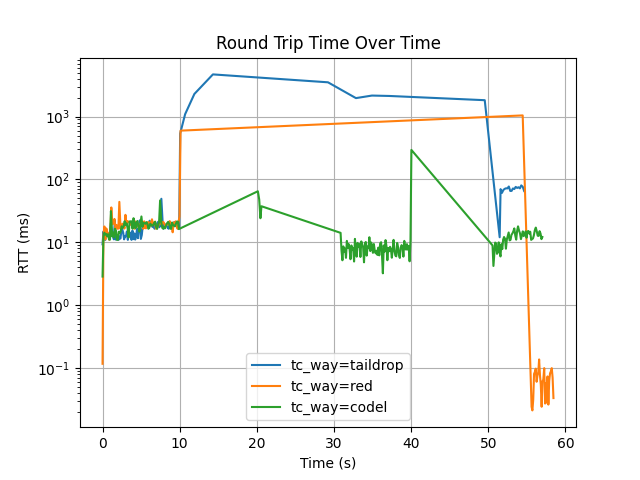 Round Trip Time Over Time
RTT (ms)
10³
10²
10¹
10⁰
10⁻¹
tc_way=taildrop
tc_way=red
tc_way=codel
0 10 20 30 40 50 60
Time (s)